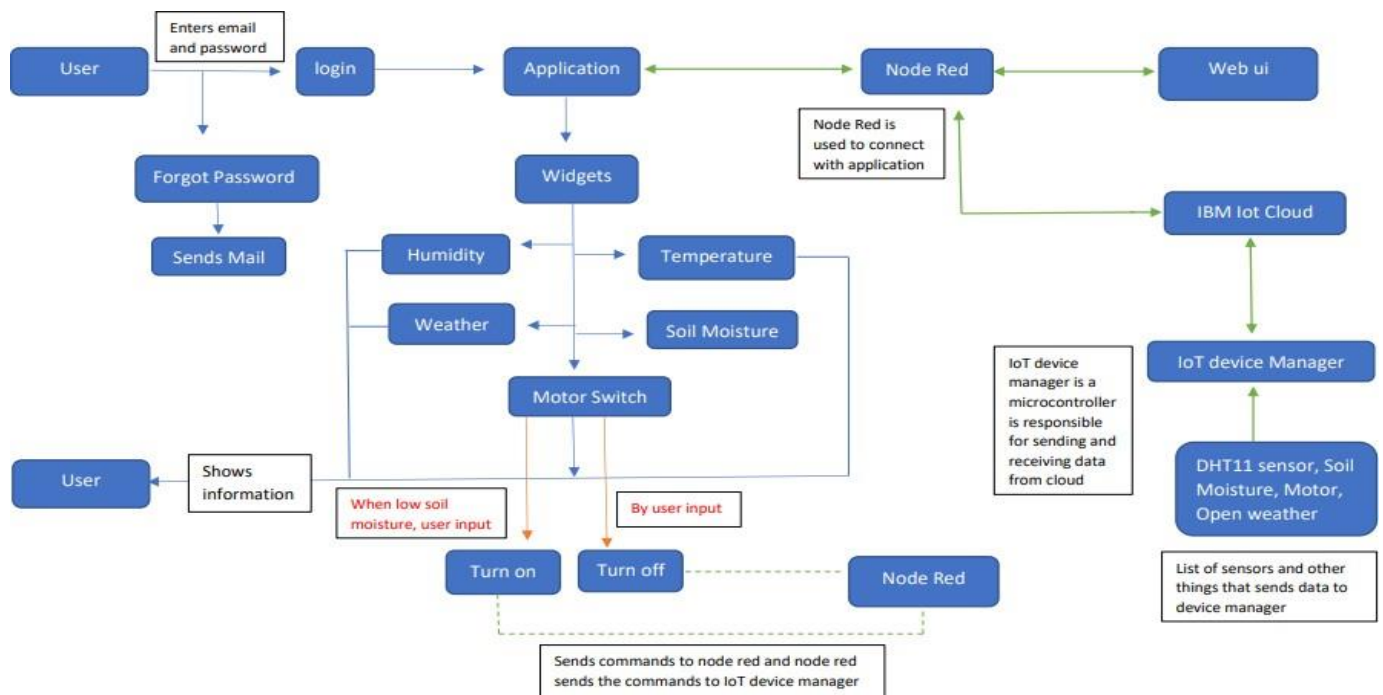 Enters email
and password
User
login
Application
Node Red
Web ui
Node Red is
used to connect
with application
Forgot Password
Widgets
IBM Iot Cloud
Sends Mail
Humidity
Temperature
Weather
Soil Moisture
IoT device
manager is a
microcontroller
is responsible
for sending and
receiving data
from cloud
IoT device Manager
Motor Switch
User
Shows
information
When low soil
moisture, user input
By user input
DHT11 sensor, Soil
Moisture, Motor,
Open weather
Turn on
Turn off
Node Red
List of sensors and other
things that sends data to
device manager
Sends commands to node red and node red
sends the commands to IoT device manager